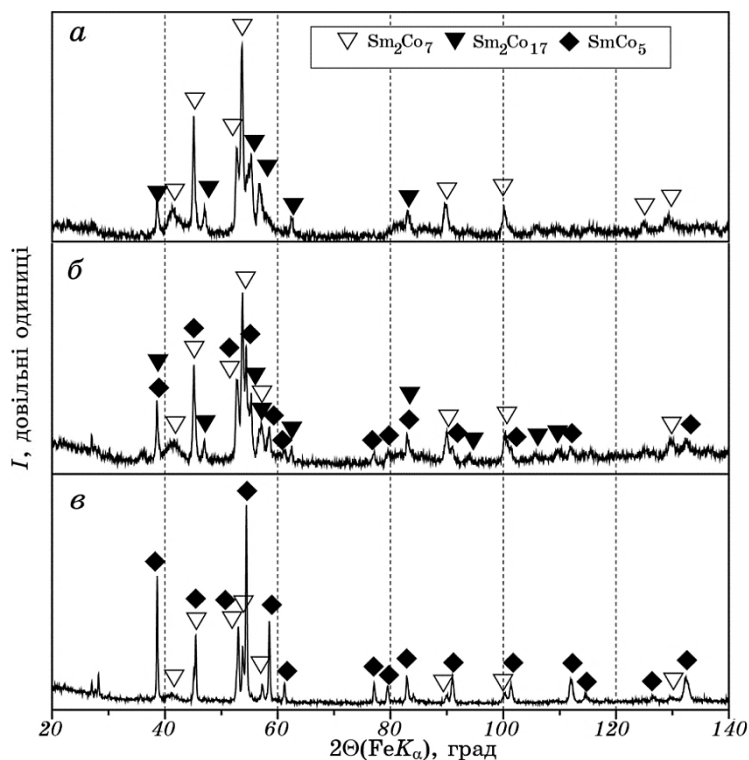 а
Sm₂Co₇ Sm₂Co₁₇ SmCo₅
б
в
I, довільні одиниці
20 40 60 80 100 120 140
2Θ(FeKα), град